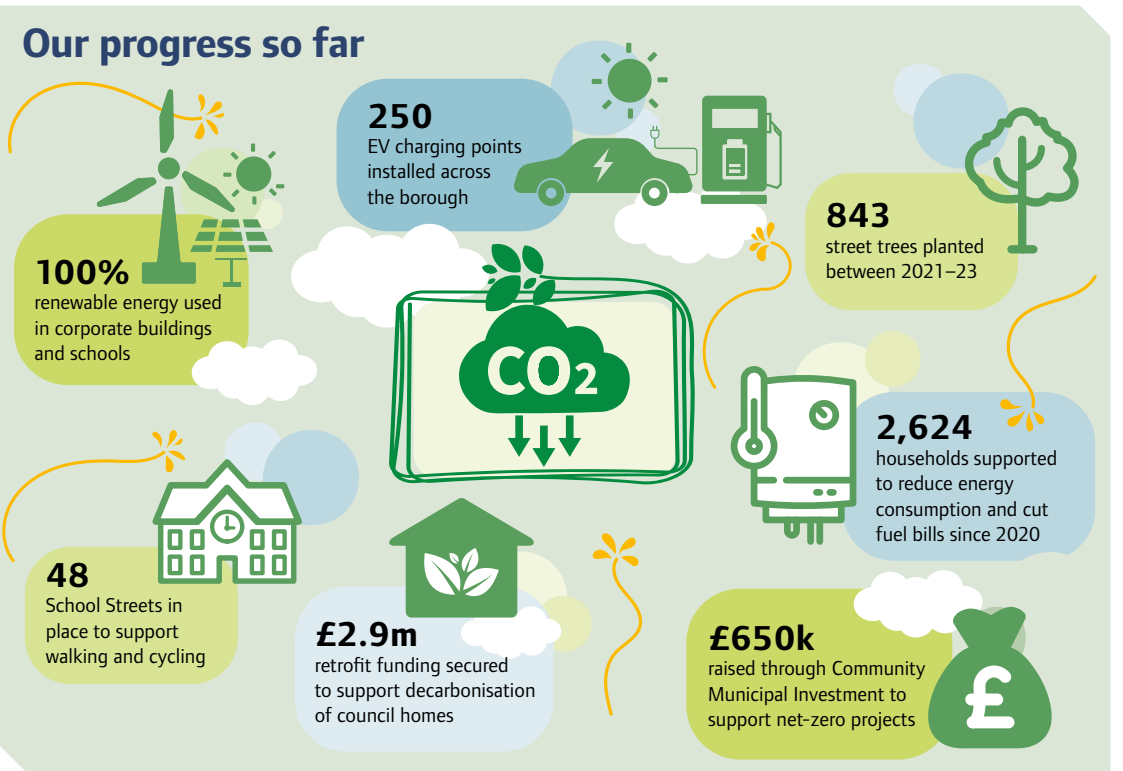 Our progress so far
250
EV charging points
installed across
the borough
843
street trees planted
between 2021–23
100%
renewable energy used
in corporate buildings
and schools
CO2
2,624
households supported
to reduce energy
consumption and cut
fuel bills since 2020
48
School Streets in
place to support
walking and cycling
£2.9m
retrofit funding secured
to support decarbonisation
of council homes
£650k
raised through Community
Municipal Investment to
support net-zero projects
£